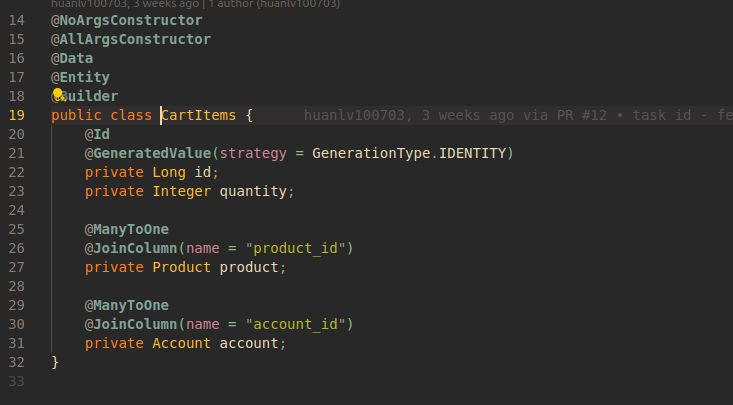 huanlv100703, 3 weeks ago | 1 author (huanlv100703)
14 @NoArgsConstructor
15 @AllArgsConstructor
16 @Data
17 @Entity
18 @Builder
19 public class CartItems { huanlv100703, 3 weeks ago via PR #12 • task id - fe
20 @Id
21 @GeneratedValue(strategy = GenerationType.IDENTITY)
22 private Long id;
23 private Integer quantity;
24
25 @ManyToOne
26 @JoinColumn(name = "product_id")
27 private Product product;
28
29 @ManyToOne
30 @JoinColumn(name = "account_id")
31 private Account account;
32 }
33